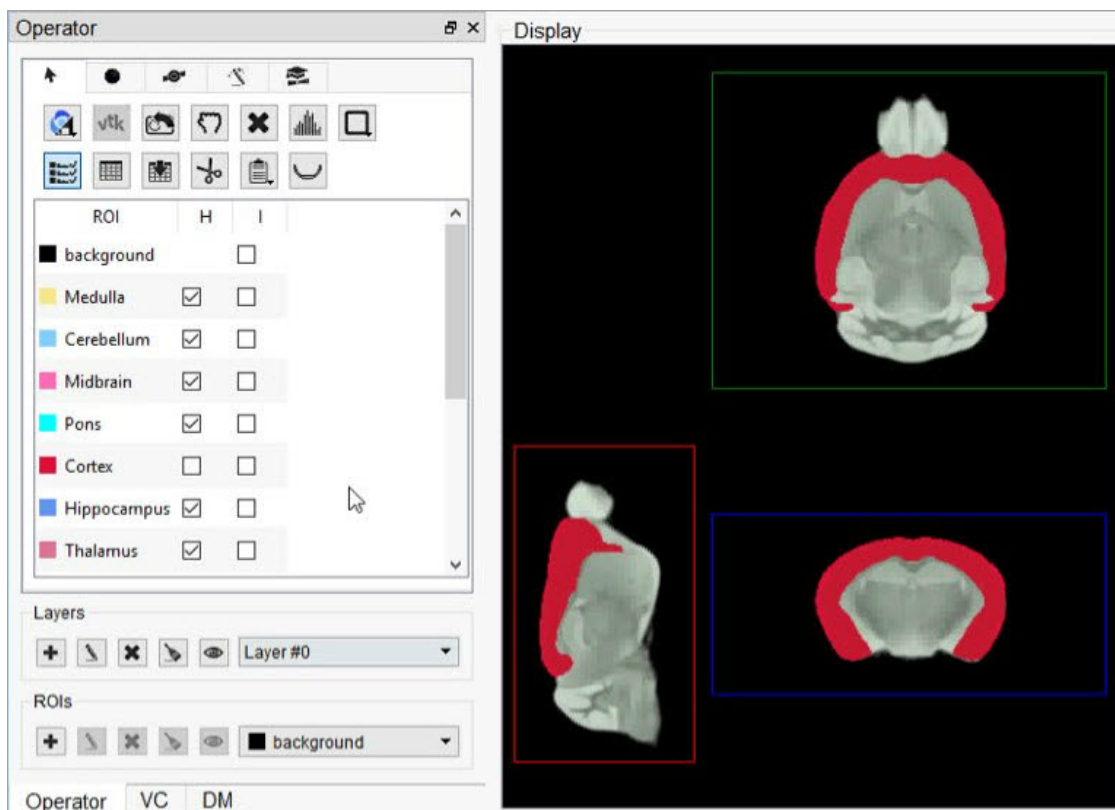 Operator
Display
vtk
ROI H I
background
Medulla
Cerebellum
Midbrain
Pons
Cortex
Hippocampus
Thalamus
Layers
Layer #0
ROIs
background
Operator VC DM